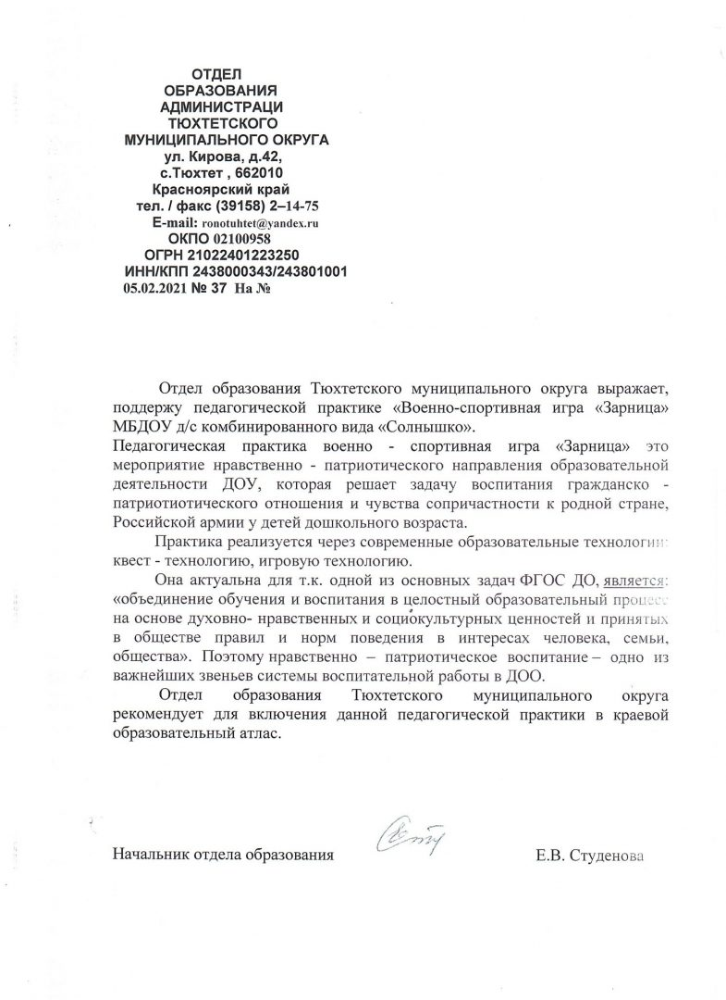 ОТДЕЛ
ОБРАЗОВАНИЯ
АДМИНИСТРАЦИ
ТЮХТЕТСКОГО
МУНИЦИПАЛЬНОГО ОКРУГА
ул. Кирова, д.42,
с.Тюхтет , 662010
Красноярский край
тел. / факс (39158) 2–14-75
E-mail: ronotuhtet@yandex.ru
ОКПО 02100958
ОГРН 21022401223250
ИНН/КПП 2438000343/243801001
05.02.2021 № 37 На №
Отдел образования Тюхтетского муниципального округа выражает,
поддержу педагогической практике «Военно-спортивная игра «Зарница»
МБДОУ д/с комбинированного вида «Солнышко».
Педагогическая практика военно - спортивная игра «Зарница» это
мероприятие нравственно - патриотического направления образовательной
деятельности ДОУ, которая решает задачу воспитания гражданско -
патриотиотического отношения и чувства сопричастности к родной стране,
Российской армии у детей дошкольного возраста.
Практика реализуется через современные образовательные технологии:
квест - технологию, игровую технологию.
Она актуальна для т.к. одной из основных задач ФГОС ДО, является:
«объединение обучения и воспитания в целостный образовательный процесс
на основе духовно- нравственных и социокультурных ценностей и принятых
в обществе правил и норм поведения в интересах человека, семьи,
общества». Поэтому нравственно – патриотическое воспитание – одно из
важнейших звеньев системы воспитательной работы в ДОО.
Отдел образования Тюхтетского муниципального округа
рекомендует для включения данной педагогической практики в краевой
образовательный атлас.
Начальник отдела образования Е.В. Студенова